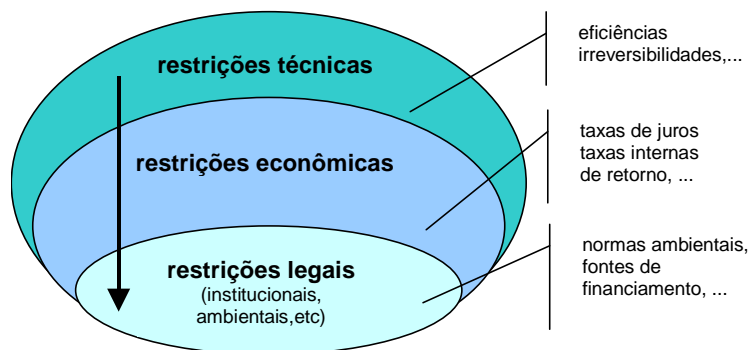 restrições técnicas
eficiências
irreversibilidades,...
restrições econômicas
taxas de juros
taxas internas
de retorno, ...
restrições legais
(institucionais,
ambientais,etc)
normas ambientais,
fontes de
financiamento, ...